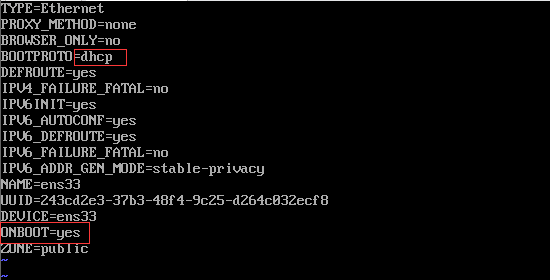 TYPE=Ethernet
PROXY_METHOD=none
BROWSER_ONLY=no
BOOTPROTO=dhcp
DEFROUTE=yes
IPV4_FAILURE_FATAL=no
IPV6INIT=yes
IPV6_AUTOCONF=yes
IPV6_DEFROUTE=yes
IPV6_FAILURE_FATAL=no
IPV6_ADDR_GEN_MODE=stable-privacy
NAME=ens33
UUID=243cd2e3-37b3-48f4-9c25-d264c032ecf8
DEVICE=ens33
ONBOOT=yes
ZONE=public
~
~